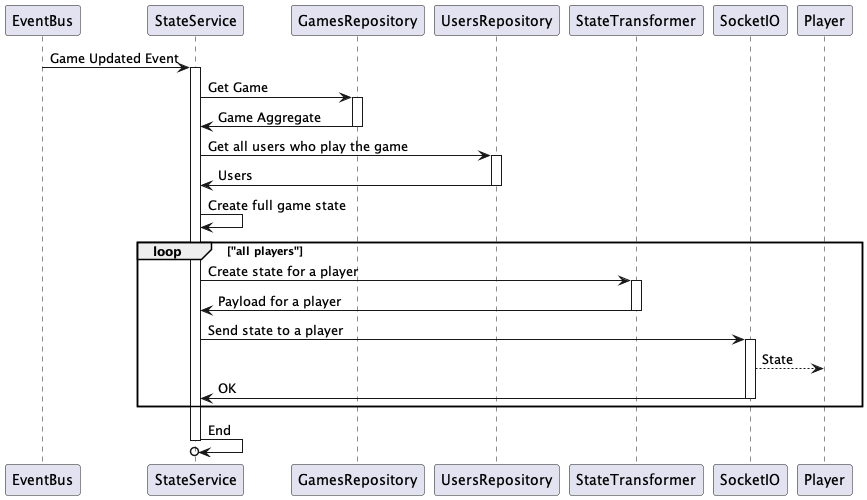 EventBus
StateService
GamesRepository
UsersRepository
StateTransformer
SocketIO
Player
Game Updated Event
Get Game
Game Aggregate
Get all users who play the game
Users
Create full game state
loop ["all players"]
Create state for a player
Payload for a player
Send state to a player
State
OK
End
EventBus
StateService
GamesRepository
UsersRepository
StateTransformer
SocketIO
Player